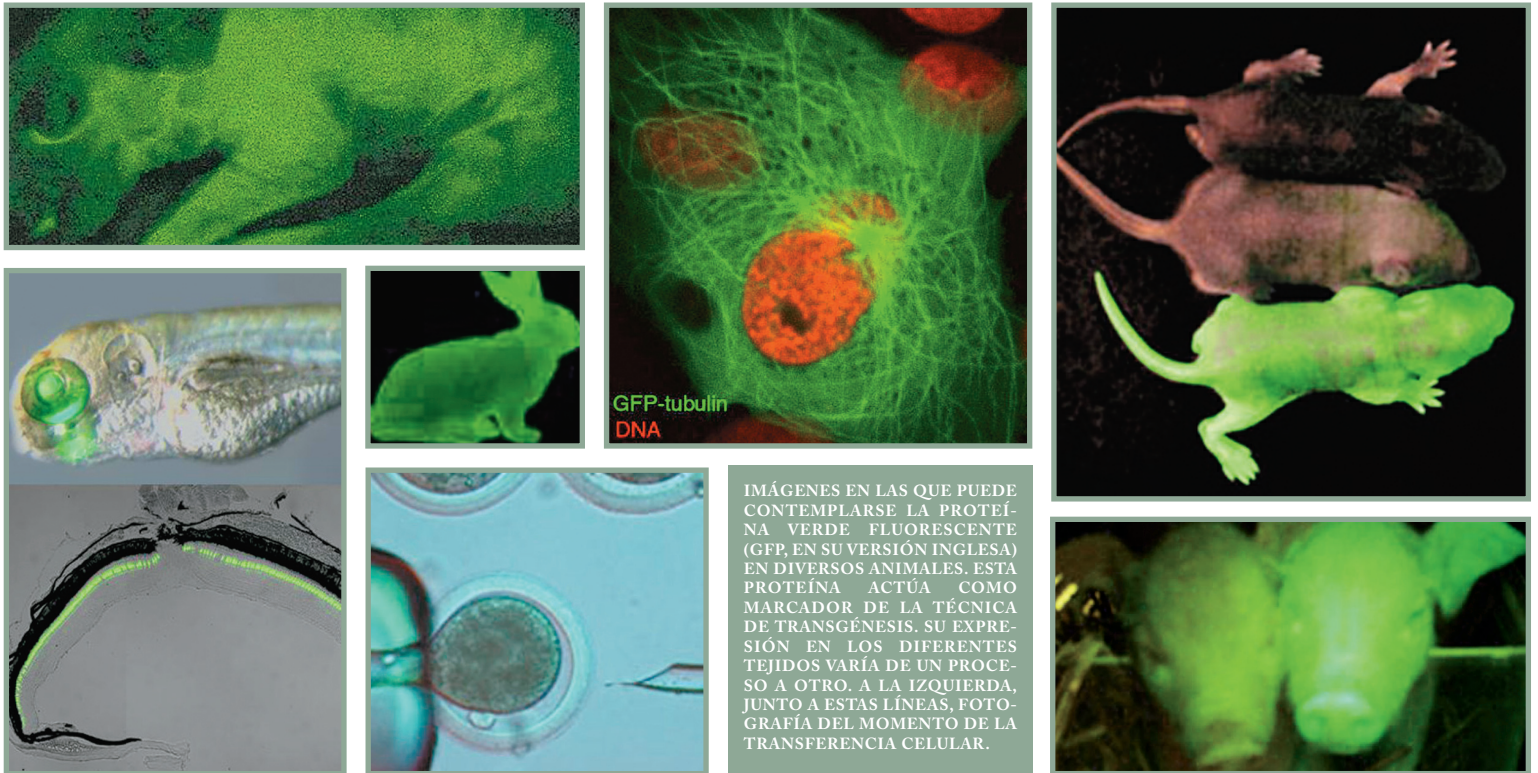 GFP-tubulin
DNA
IMÁGENES EN LAS QUE PUEDE
CONTEMPLARSE LA PROTEÍ-
NA VERDE FLUORESCENTE
(GFP, EN SU VERSIÓN INGLESA)
EN DIVERSOS ANIMALES. ESTA
PROTEÍNA ACTÚA COMO
MARCADOR DE LA TÉCNICA
DE TRANSGÉNESIS. SU EXPRE-
SIÓN EN LOS DIFERENTES
TEJIDOS VARÍA DE UN PROCE-
SO A OTRO. A LA IZQUIERDA,
JUNTO A ESTAS LÍNEAS, FOTO-
GRAFÍA DEL MOMENTO DE LA
TRANSFERENCIA CELULAR.